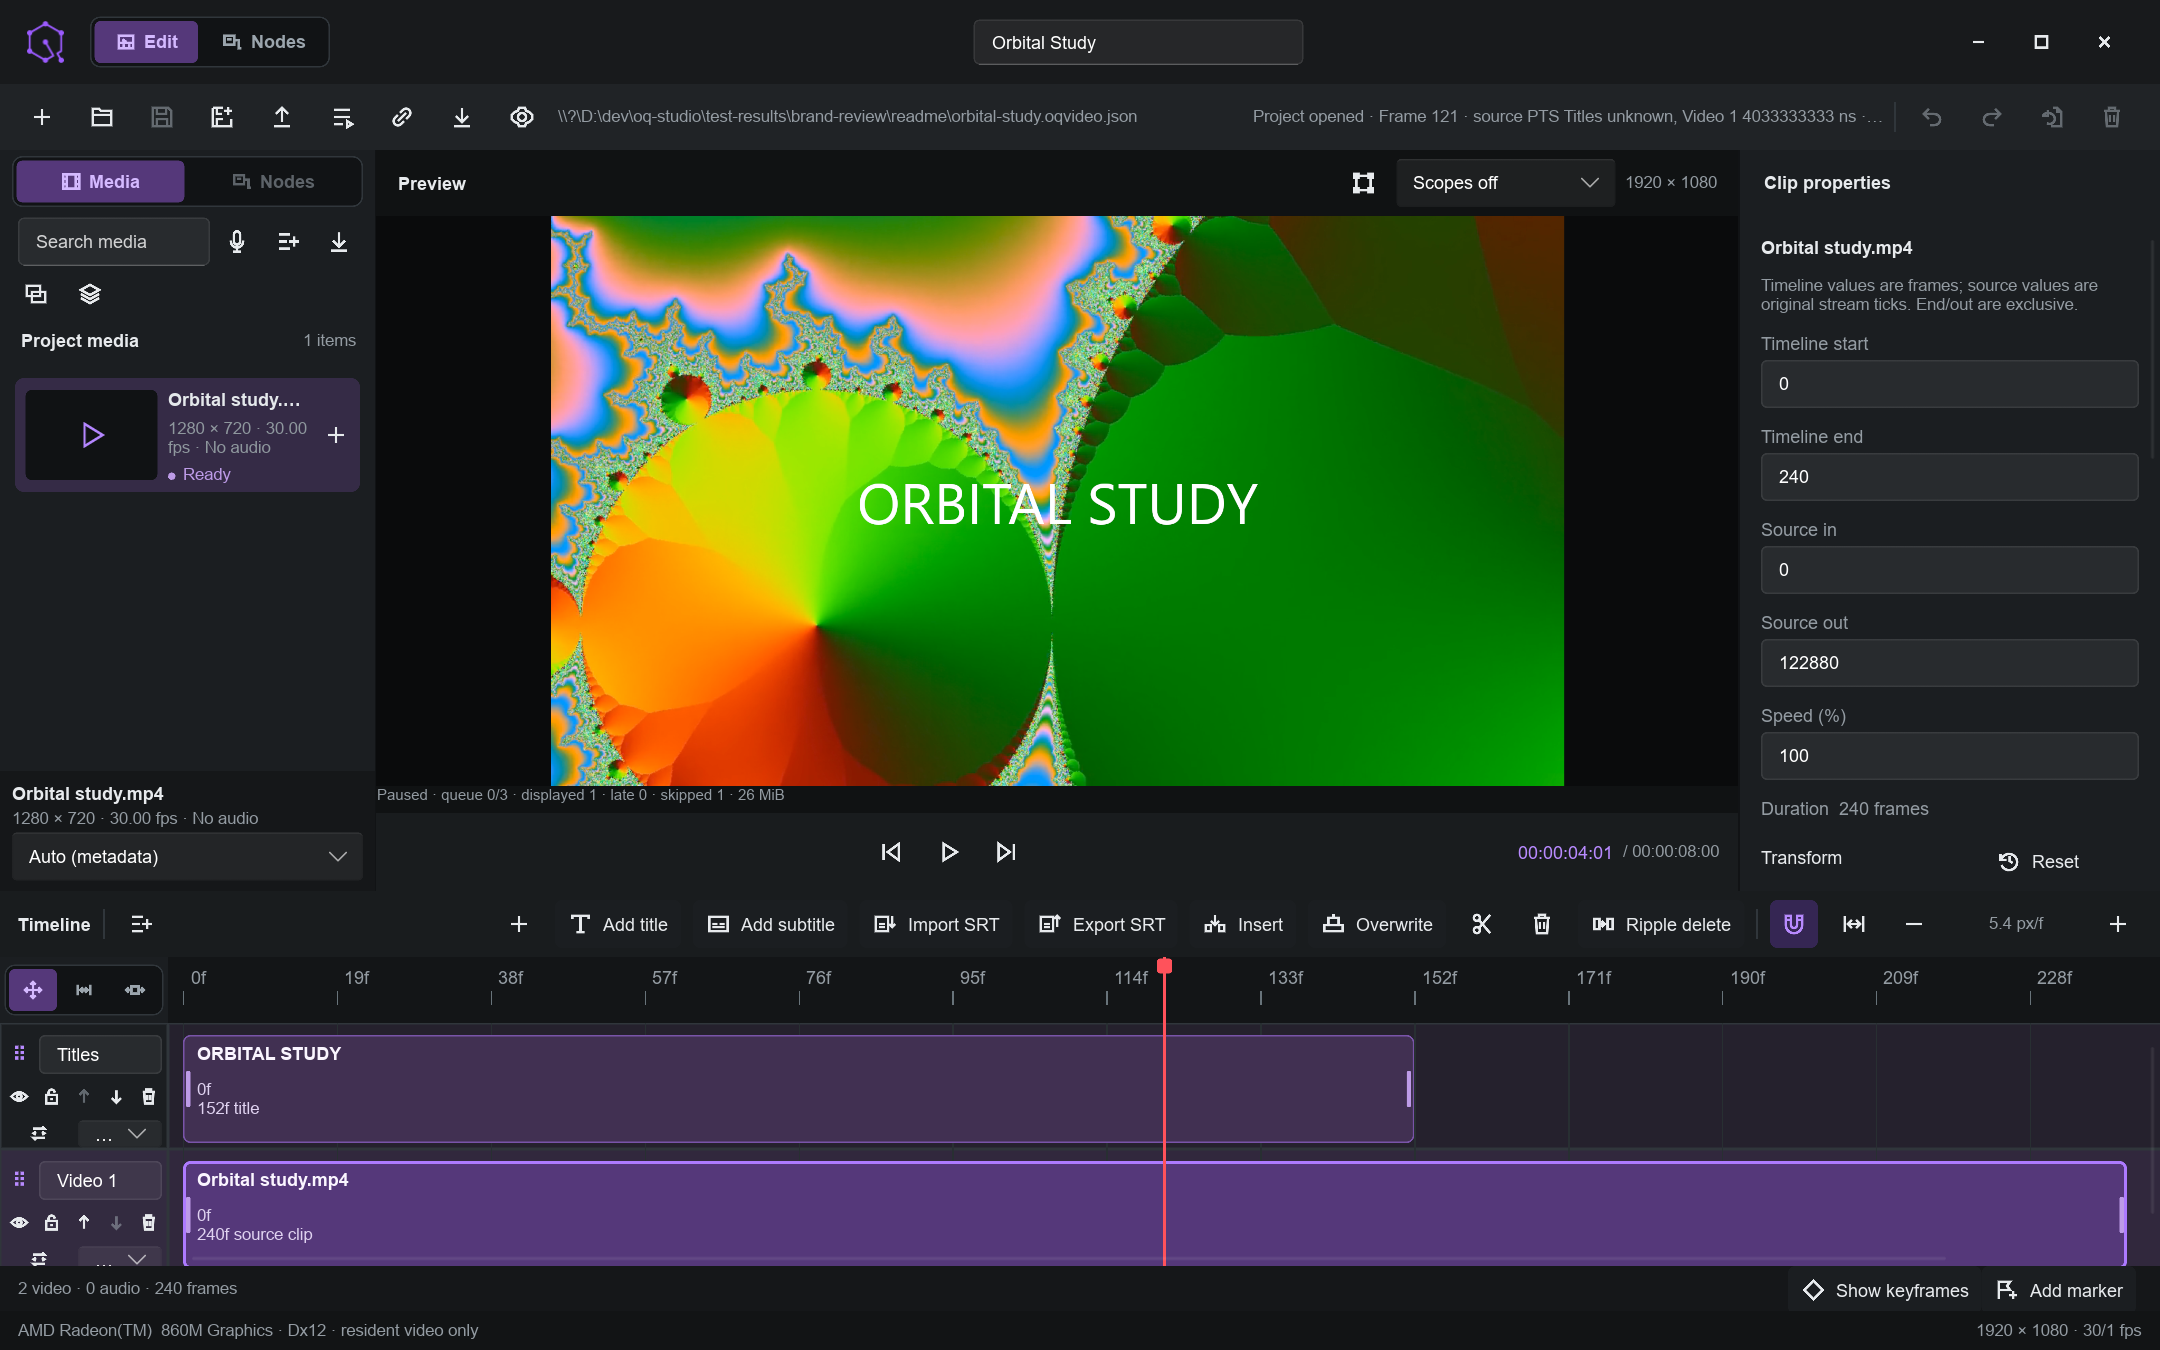 Edit
Nodes
Orbital Study
\\?\D:\dev\oq-studio\test-results\brand-review\readme\orbital-study.oqvideo.json
Project opened · Frame 121 · source PTS Titles unknown, Video 1 4033333333 ns ·...
Media
Nodes
Search media
Project media
1 items
Orbital study....
1280 × 720 · 30.00
fps · No audio
Ready
Orbital study.mp4
1280 × 720 · 30.00 fps · No audio
Auto (metadata)
Preview
Scopes off
1920 × 1080
ORBITAL STUDY
Paused · queue 0/3 · displayed 1 · late 0 · skipped 1 · 26 MiB
00:00:04:01 / 00:00:08:00
Clip properties
Orbital study.mp4
Timeline values are frames; source values are
original stream ticks. End/out are exclusive.
Timeline start
0
Timeline end
240
Source in
0
Source out
122880
Speed (%)
100
Duration 240 frames
Transform
Reset
Timeline
Add title
Add subtitle
Import SRT
Export SRT
Insert
Overwrite
Ripple delete
5.4 px/f
0f
19f
38f
57f
76f
95f
114f
133f
152f
171f
190f
209f
228f
Titles
...
ORBITAL STUDY
0f
152f title
Video 1
...
Orbital study.mp4
0f
240f source clip
2 video · 0 audio · 240 frames
Show keyframes
Add marker
AMD Radeon(TM) 860M Graphics · Dx12 · resident video only
1920 × 1080 · 30/1 fps